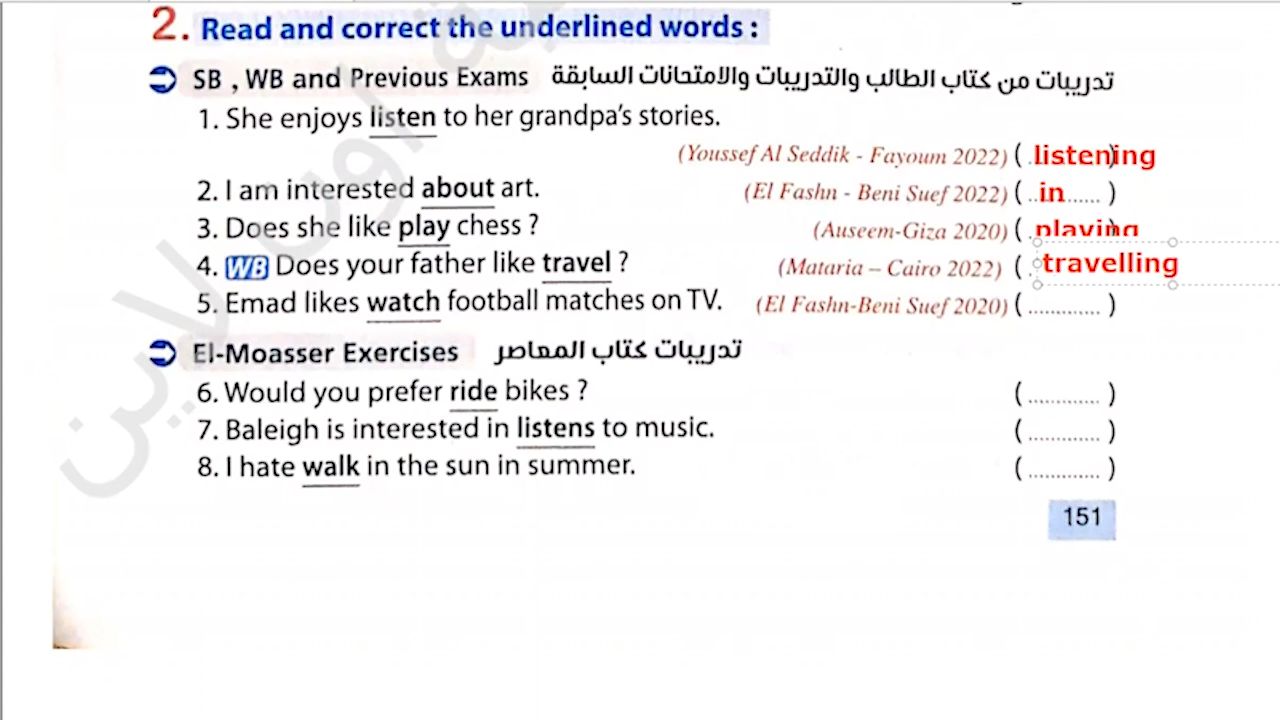 2. Read and correct the underlined words :
SB , WB and Previous Exams تدريبات من كتاب الطالب والتدريبات والامتحانات السابقة
1. She enjoys listen to her grandpa's stories.
(Youssef Al Seddik - Fayoum 2022) ( . listening )
2. I am interested about art. (El Fashn - Beni Suef 2022) ( ..in...... )
3. Does she like play chess ? (Auseem-Giza 2020) ( . playing )
4. WB Does your father like travel ? (Mataria – Cairo 2022) ( . travelling
5. Emad likes watch football matches on TV. (El Fashn-Beni Suef 2020) ( ............. )
El-Moasser Exercises تدريبات كتاب المعاصر
6. Would you prefer ride bikes ? ( ............. )
7. Baleigh is interested in listens to music. ( ............. )
8. I hate walk in the sun in summer. ( ............. )
151
اون لاين